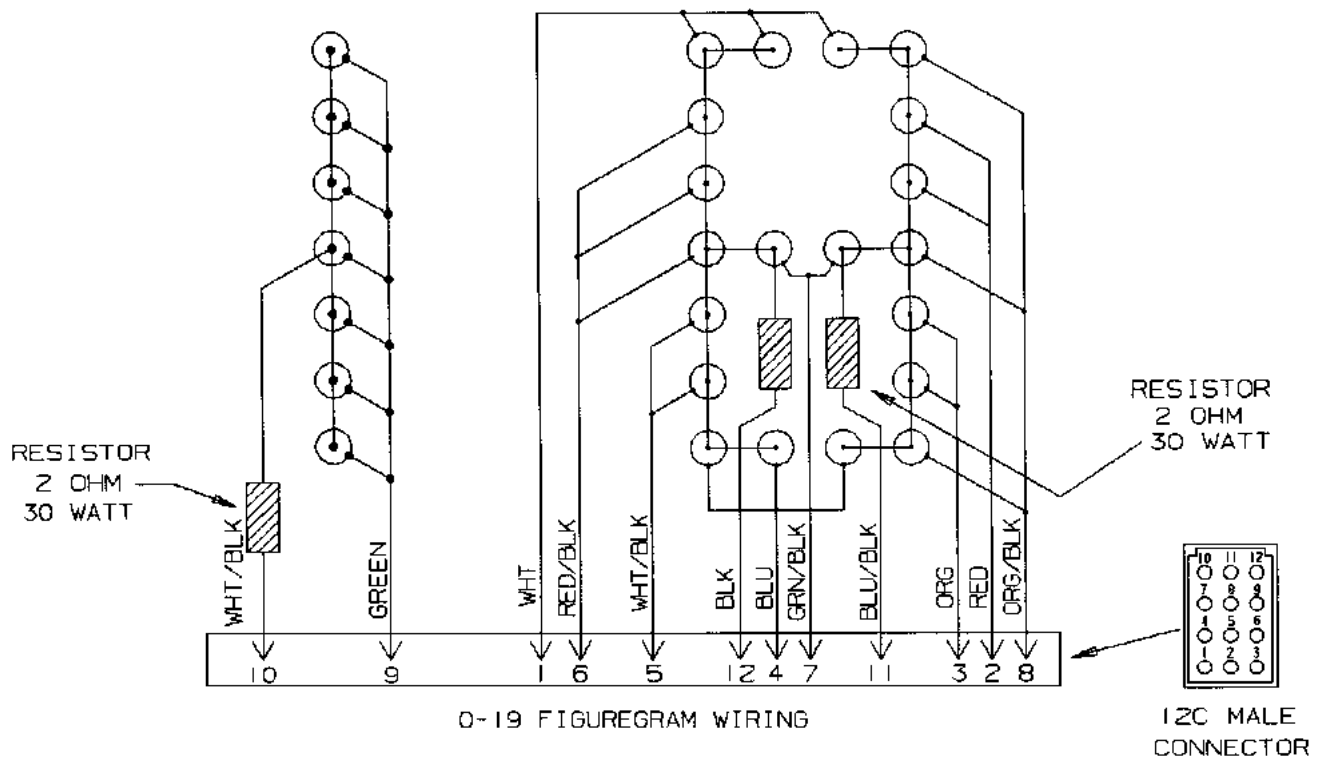 RESISTOR
2 OHM
30 WATT
RESISTOR
2 OHM
30 WATT
WHT/BLK
GREEN
WHT
RED/BLK
WHT/BLK
BLK
BLU
GRN/BLK
BLU/BLK
ORG
RED
ORG/BLK
10 9 1 6 5 12 4 7 11 3 2 8
10 11 12
7 8 9
4 5 6
1 2 3
0-19 FIGUREGRAM WIRING
12C MALE
CONNECTOR